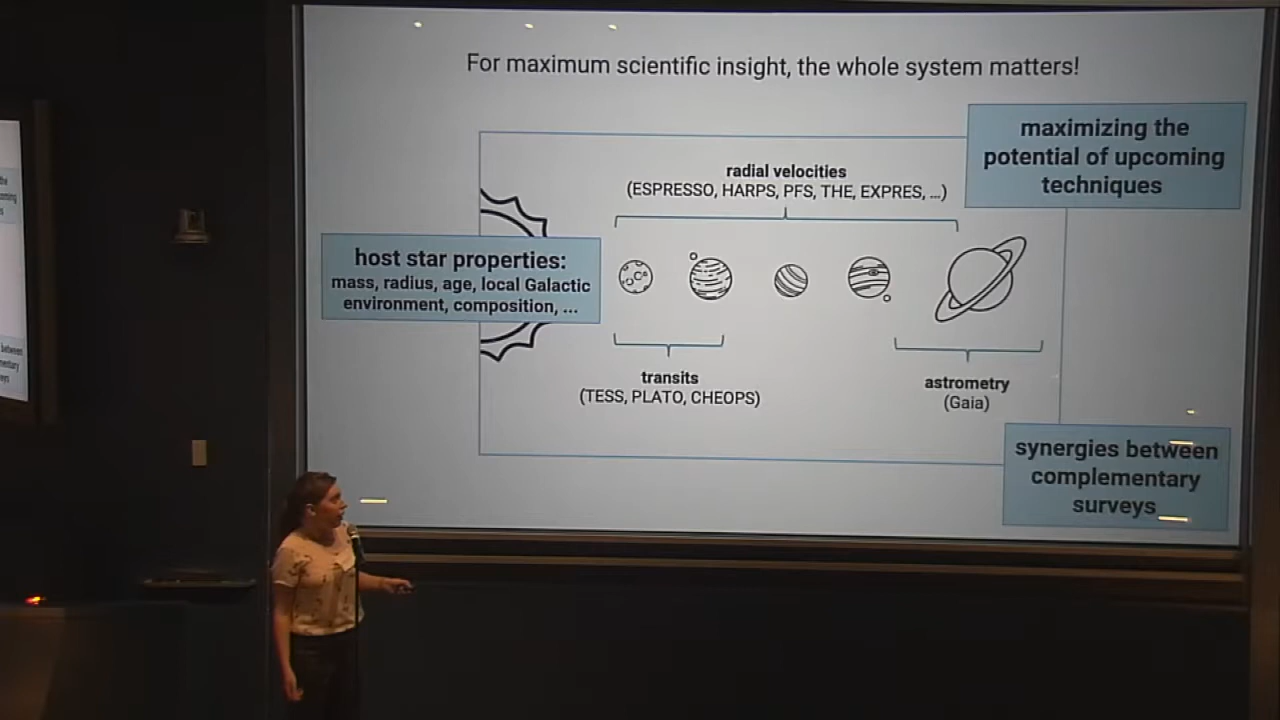 For maximum scientific insight, the whole system matters!
maximizing the
potential of upcoming
techniques
radial velocities
(ESPRESSO, HARPS, PFS, THE, EXPRES, ...)
host star properties:
mass, radius, age, local Galactic
environment, composition, ...
transits
(TESS, PLATO, CHEOPS)
astrometry
(Gaia)
synergies between
complementary
surveys